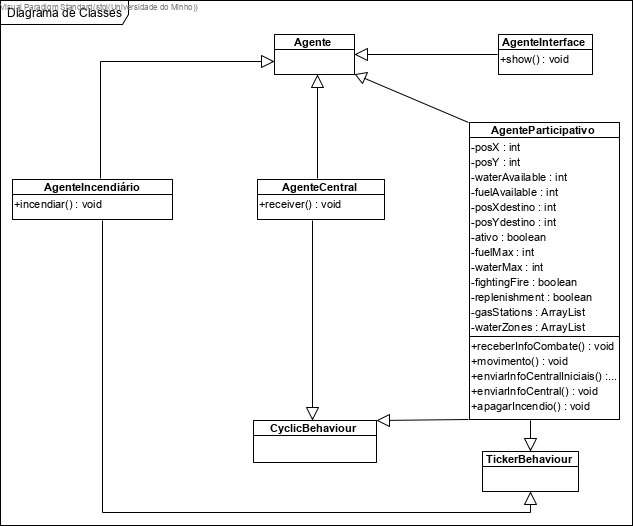 Visual Paradigm Standard(stol(Universidade do Minho))
Diagrama de Classes
Agente
AgenteInterface
+show() : void
AgenteParticipativo
-posX : int
-posY : int
-waterAvailable : int
-fuelAvailable : int
-posXdestino : int
-posYdestino : int
-ativo : boolean
-fuelMax : int
-waterMax : int
-fightingFire : boolean
-replenishment : boolean
-gasStations : ArrayList
-waterZones : ArrayList
+receberInfoCombate() : void
+movimento() : void
+enviarInfoCentralIniciais() :...
+enviarInfoCentral() : void
+apagarIncendio() : void
AgenteIncendiário
+incendiar() : void
AgenteCentral
+receiver() : void
CyclicBehaviour
TickerBehaviour